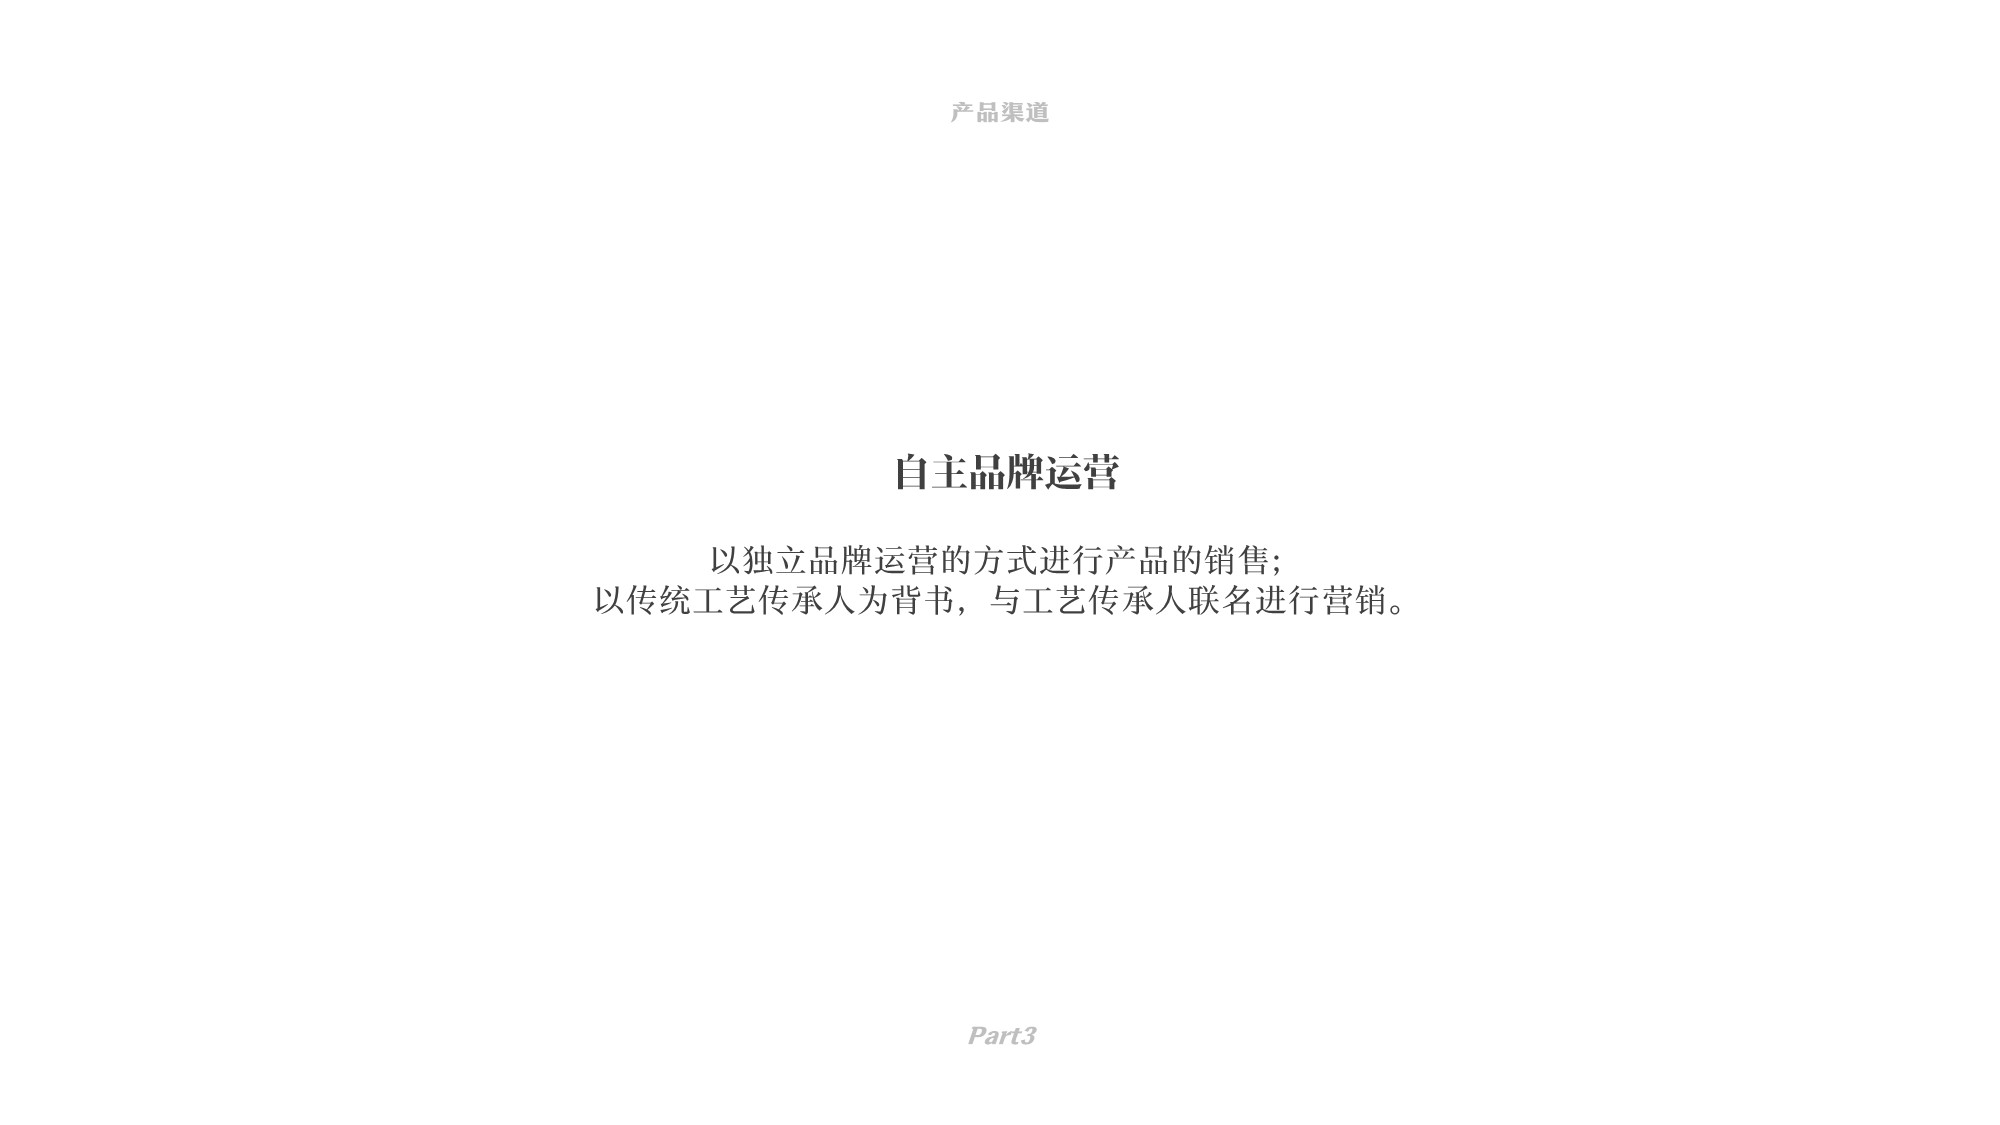 产品渠道
自主品牌运营
以独立品牌运营的方式进行产品的销售；
以传统工艺传承人为背书，与工艺传承人联名进行营销。
Part3